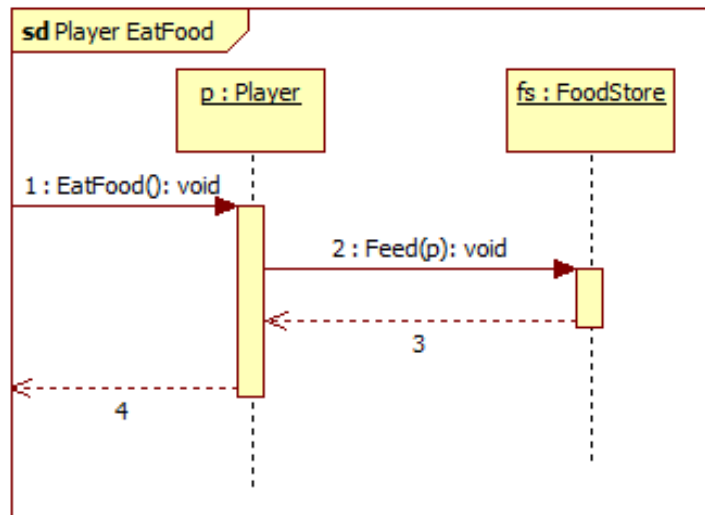 sd Player EatFood
p : Player
fs : FoodStore
1 : EatFood(): void
2 : Feed(p): void
3
4